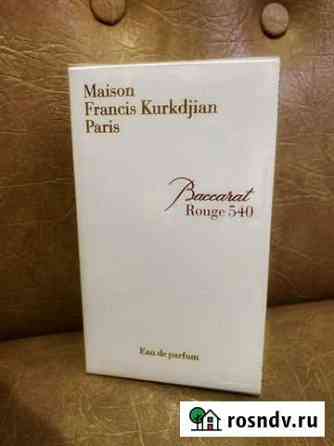 Maison
Francis Kurkdjian
Paris
Baccarat
Rouge 540
Eau de parfum
rosndv.ru